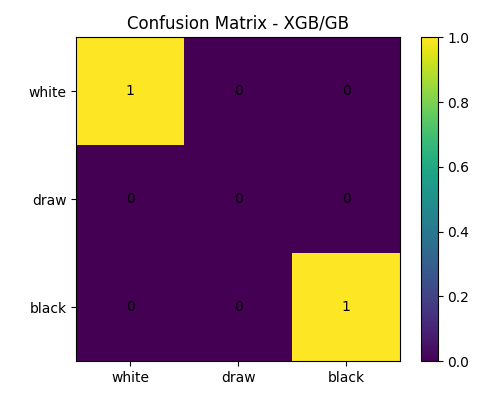 Confusion Matrix - XGB/GB
1.0
white 1 0 0
0.8
0.6
draw 0 0 0
0.4
0.2
black 0 0 1
0.0
white draw black